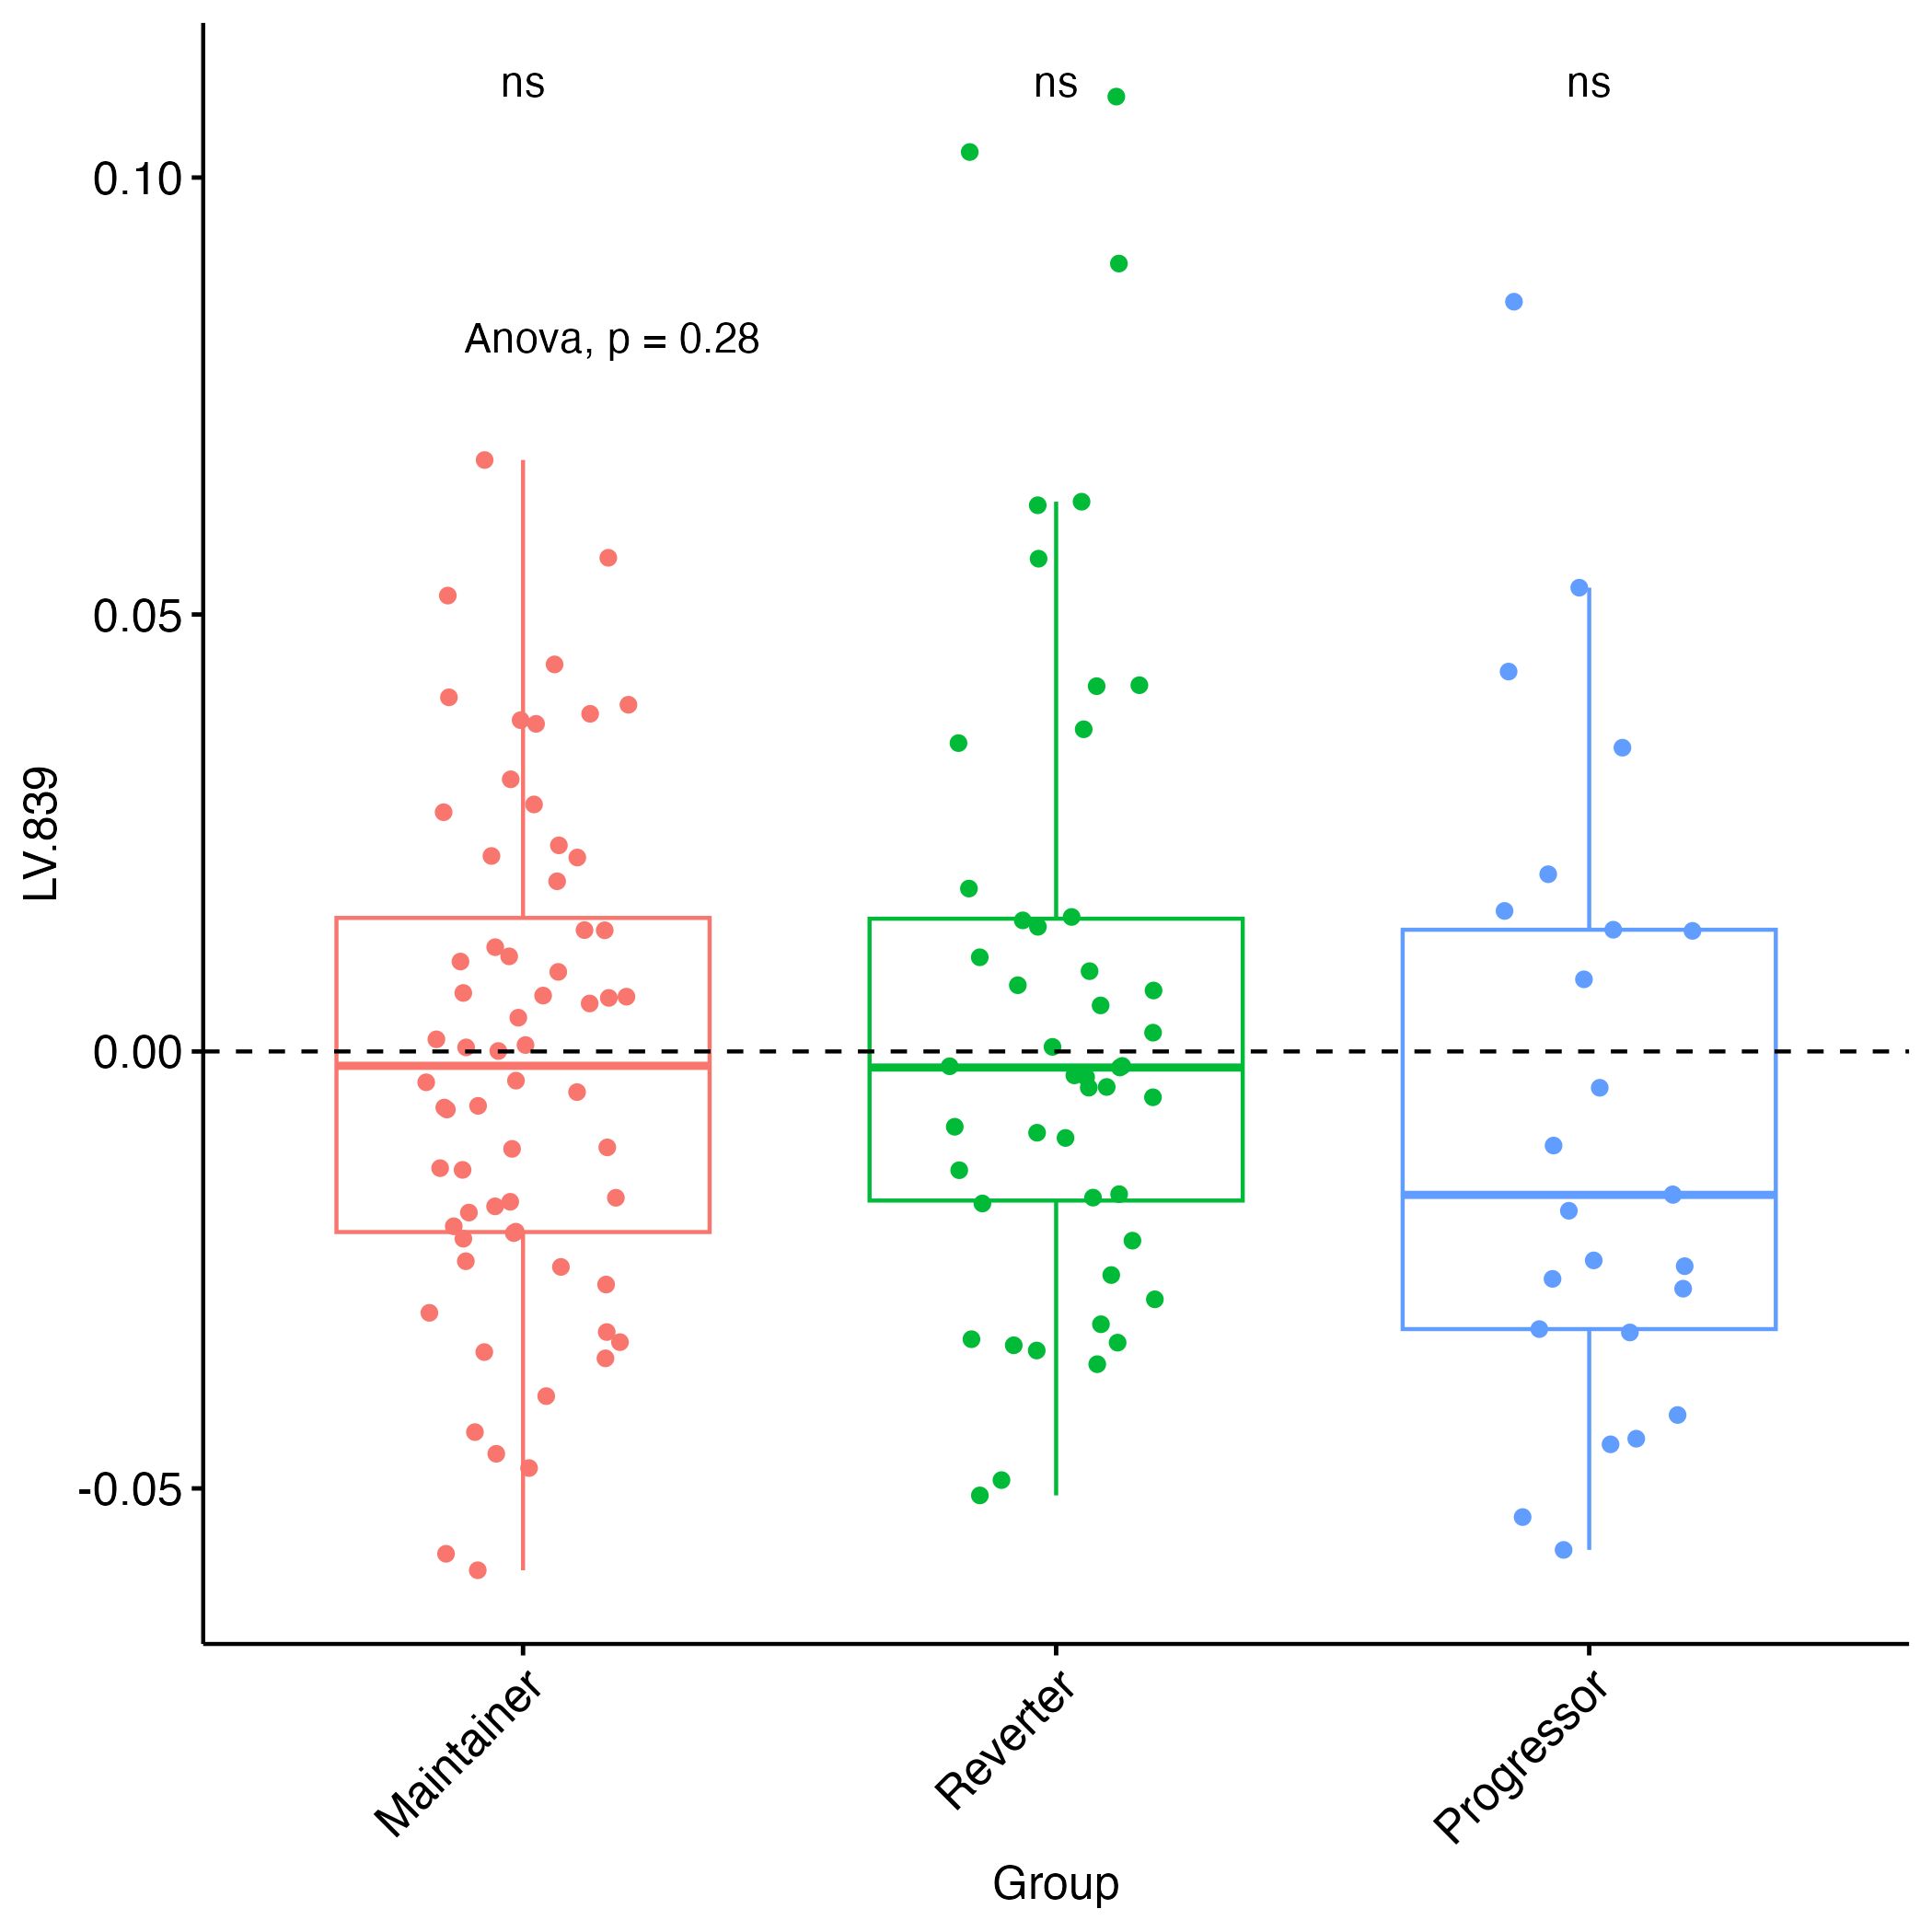 ns ns ns
0.10
Anova, p = 0.28
0.05
LV.839
0.00
-0.05
Maintainer Reverter Progressor
Group